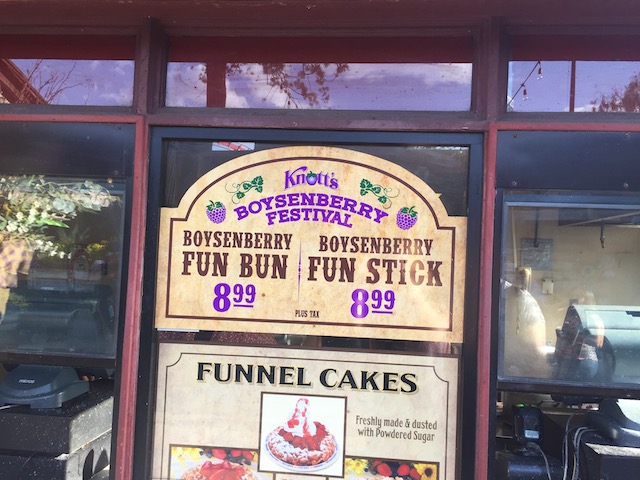 Knott's
BOYSENBERRY
FESTIVAL
BOYSENBERRY
FUN BUN
8.99
BOYSENBERRY
FUN STICK
8.99
PLUS TAX
FUNNEL CAKES
Freshly made & dusted
with Powdered Sugar